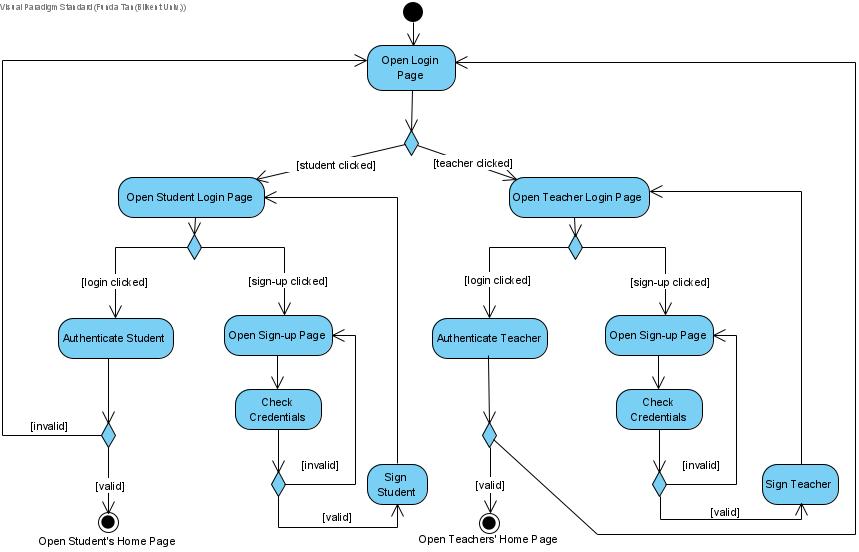 Visual Paradigm Standard(Funda Tan(Bilkent Univ.))
Open Login
Page
[student clicked]
[teacher clicked]
Open Student Login Page
Open Teacher Login Page
[login clicked]
[sign-up clicked]
[login clicked]
[sign-up clicked]
Authenticate Student
Open Sign-up Page
Authenticate Teacher
Open Sign-up Page
Check
Credentials
Check
Credentials
[invalid]
[invalid]
[invalid]
[valid]
Sign
Student
[valid]
Sign Teacher
[valid]
[valid]
Open Student's Home Page
Open Teachers' Home Page